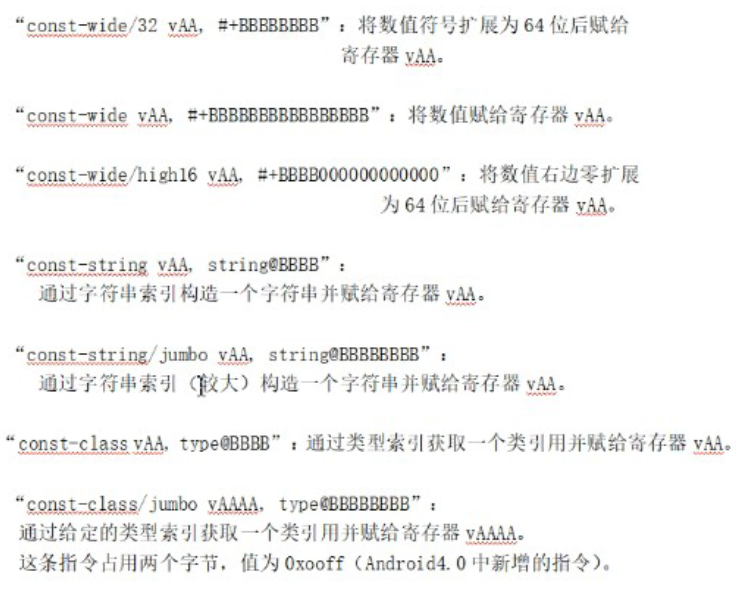 “const-wide/32 vAA, #+BBBBBBBB”：将数值符号扩展为 64 位后赋给
寄存器 vAA。
“const-wide vAA, #+BBBBBBBBBBBBBBBB”：将数值赋给寄存器 vAA。
“const-wide/high16 vAA, #+BBBB000000000000”：将数值右边零扩展
为 64 位后赋给寄存器 vAA。
“const-string vAA, string@BBBB”：
通过字符串索引构造一个字符串并赋给寄存器 vAA。
“const-string/jumbo vAA, string@BBBBBBBB”：
通过字符串索引（较大）构造一个字符串并赋给寄存器 vAA。
“const-class vAA, type@BBBB”：通过类型索引获取一个类引用并赋给寄存器 vAA。
“const-class/jumbo vAAAA, type@BBBBBBBB”：
通过给定的类型索引获取一个类引用并赋给寄存器 vAAAA。
这条指令占用两个字节，值为 0xooff（Android4.0 中新增的指令）。